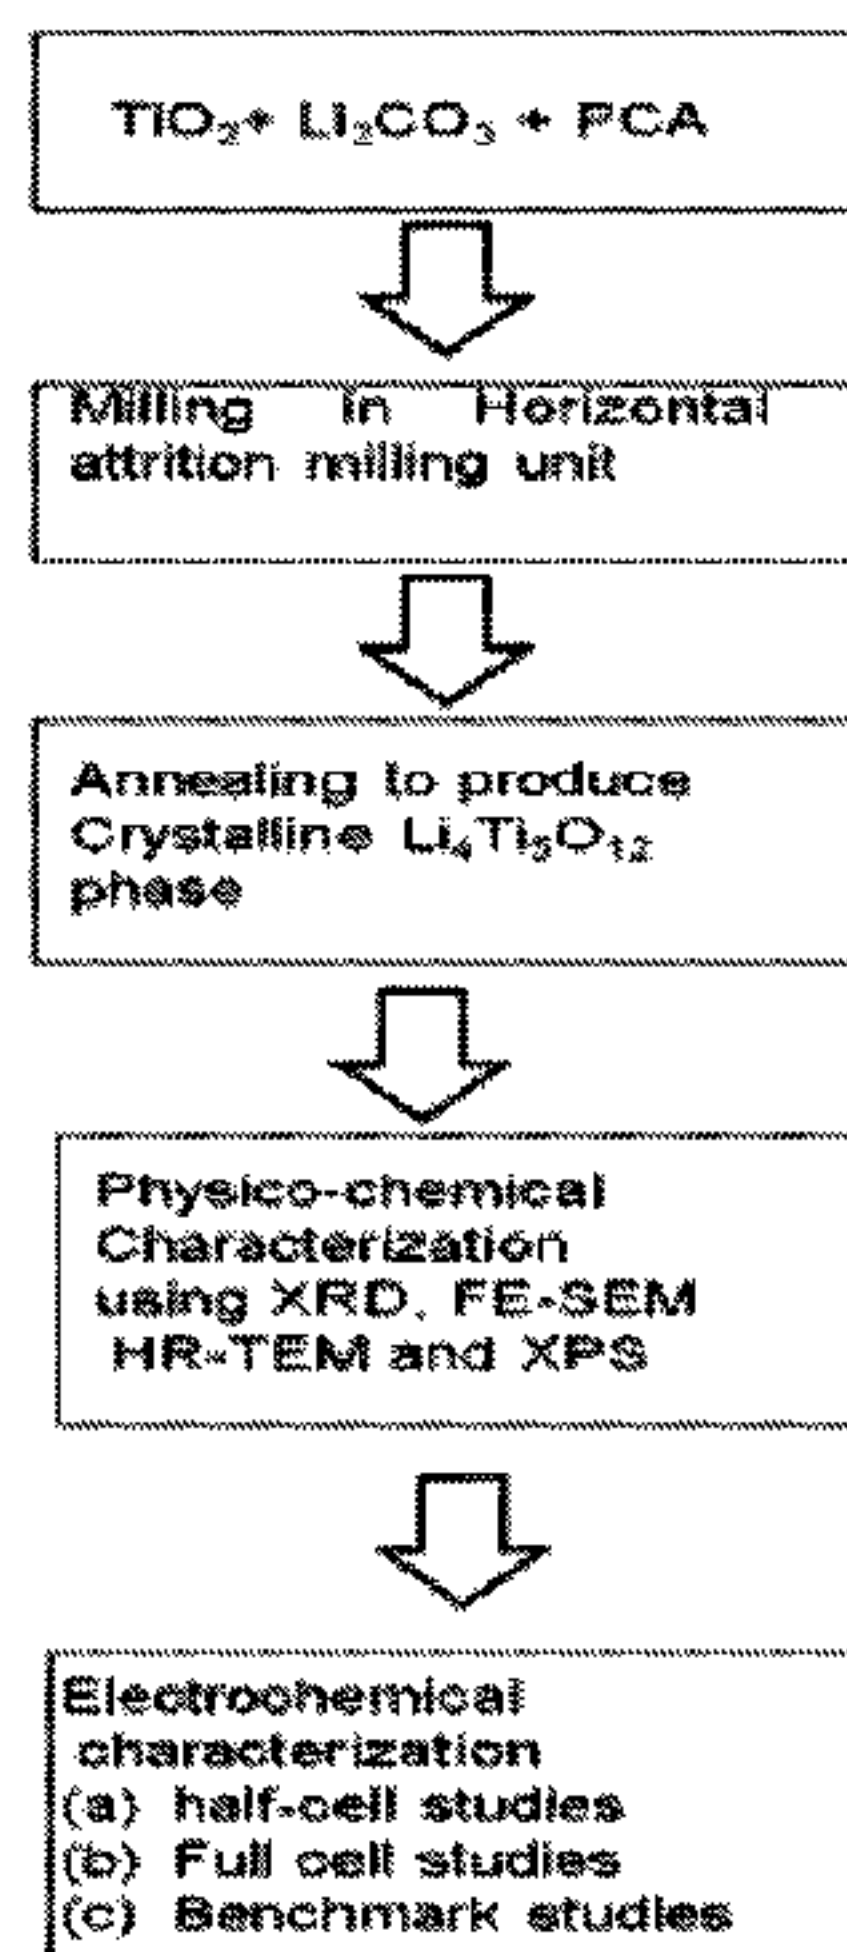 TiO₂+ Li₂CO₃ + PCA
Milling in Horizontal
attrition milling unit
Annealing to produce
Crystalline Li₄Ti₅O₁₂
phase
Physico-chemical
Characterization
using XRD, FE-SEM
HR-TEM and XPS
Electrochemical
characterization
(a) half-cell studies
(b) Full cell studies
(c) Benchmark studies